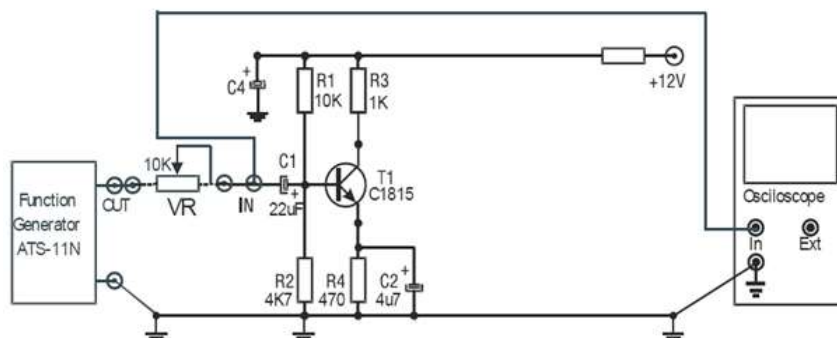 C4
+
R1
10K
R3
1K
+12V
Function
Generator
ATS-11N
10K
OUT
VR
IN
C1
+
22uF
T1
C1815
Osciloscope
In
Ext
R2
4K7
R4
470
+
C2
4u7